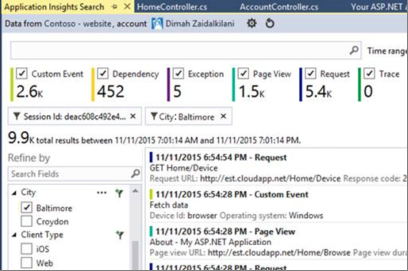 Application Insights Search
HomeController.cs
AccountController.cs
Your ASP.NET A
Data from Contoso - website, account Dimah Zaidalkilani
Time range
Custom Event
2.6K
Dependency
452
Exception
5
Page View
1.5K
Request
5.4K
Trace
0
Session Id: deac608c492e4... ×
City: Baltimore ×
9.9K total results between 11/11/2015 7:01:14 AM and 11/11/2015 7:01:14 PM.
Refine by
Search Fields
City ...
Baltimore
Croydon
Client Type
iOS
Web
11/11/2015 6:54:54 PM - Request
GET Home/Device
Request URL: http://est.cloudapp.net/Home/Device Response code: 2
11/11/2015 6:54:28 PM - Custom Event
Fetch data
Device Id: browser Operating system: Windows
11/11/2015 6:54:28 PM - Page View
About - My ASP.NET Application
Page view URL: http://est.cloudapp.net/Home/Browse Page view dura
11/11/2015 6:54:28 PM - Request